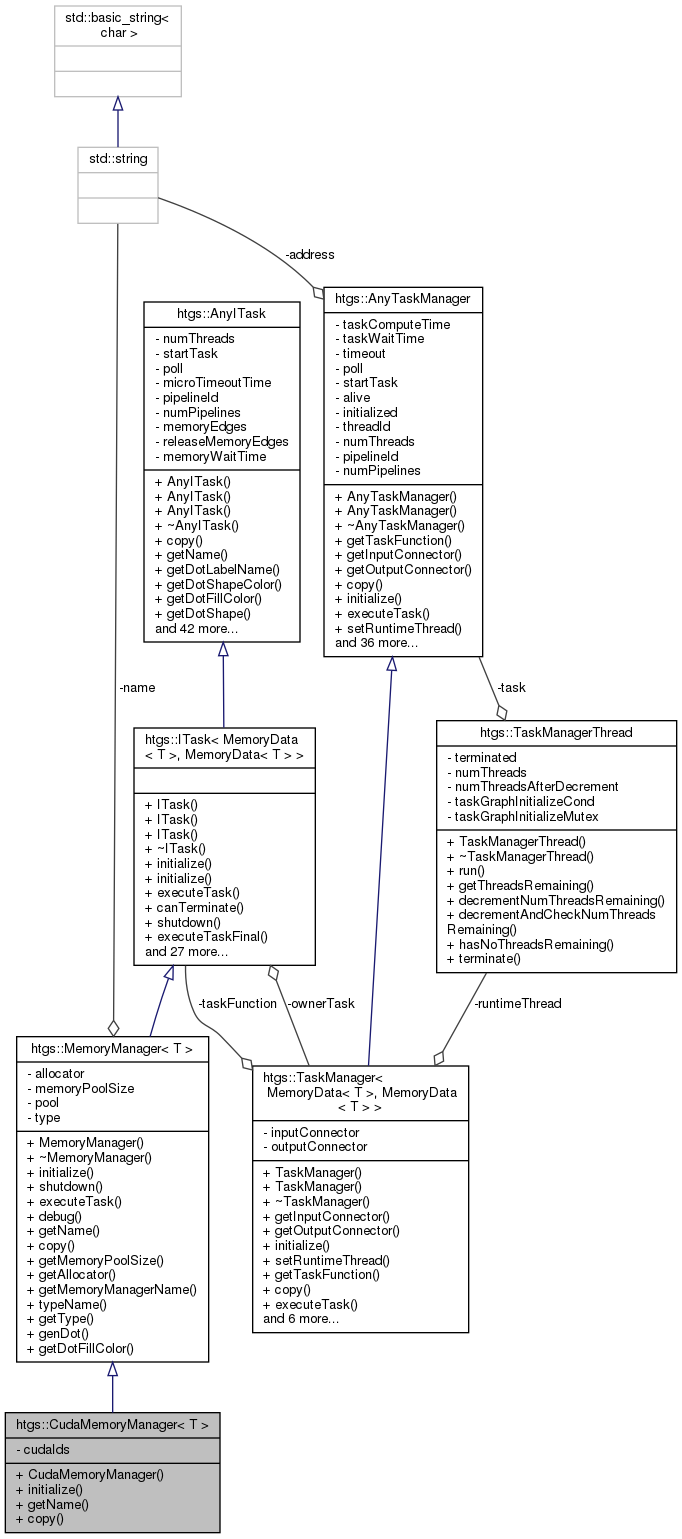 std::basic_string<
char >
std::string
-address
htgs::AnyITask
- numThreads
- startTask
- poll
- microTimeoutTime
- pipelineId
- numPipelines
- memoryEdges
- releaseMemoryEdges
- memoryWaitTime
+ AnyITask()
+ AnyITask()
+ AnyITask()
+ ~AnyITask()
+ copy()
+ getName()
+ getDotLabelName()
+ getDotShapeColor()
+ getDotFillColor()
+ getDotShape()
and 42 more...
htgs::AnyTaskManager
- taskComputeTime
- taskWaitTime
- timeout
- poll
- startTask
- alive
- initialized
- threadId
- numThreads
- pipelineId
- numPipelines
+ AnyTaskManager()
+ AnyTaskManager()
+ ~AnyTaskManager()
+ getTaskFunction()
+ getInputConnector()
+ getOutputConnector()
+ copy()
+ initialize()
+ executeTask()
+ setRuntimeThread()
and 36 more...
-name
-task
htgs::ITask< MemoryData
< T >, MemoryData< T > >
+ ITask()
+ ITask()
+ ITask()
+ ~ITask()
+ initialize()
+ initialize()
+ executeTask()
+ canTerminate()
+ shutdown()
+ executeTaskFinal()
and 27 more...
htgs::TaskManagerThread
- terminated
- numThreads
- numThreadsAfterDecrement
- taskGraphInitializeCond
- taskGraphInitializeMutex
+ TaskManagerThread()
+ ~TaskManagerThread()
+ run()
+ getThreadsRemaining()
+ decrementNumThreadsRemaining()
+ decrementAndCheckNumThreads
Remaining()
+ hasNoThreadsRemaining()
+ terminate()
-taskFunction
-ownerTask
-runtimeThread
htgs::MemoryManager< T >
- allocator
- memoryPoolSize
- pool
- type
+ MemoryManager()
+ ~MemoryManager()
+ initialize()
+ shutdown()
+ executeTask()
+ debug()
+ getName()
+ copy()
+ getMemoryPoolSize()
+ getAllocator()
+ getMemoryManagerName()
+ typeName()
+ getType()
+ genDot()
+ getDotFillColor()
htgs::TaskManager<
MemoryData< T >, MemoryData
< T > >
- inputConnector
- outputConnector
+ TaskManager()
+ TaskManager()
+ ~TaskManager()
+ getInputConnector()
+ getOutputConnector()
+ initialize()
+ setRuntimeThread()
+ getTaskFunction()
+ copy()
+ executeTask()
and 6 more...
htgs::CudaMemoryManager< T >
- cudaIds
+ CudaMemoryManager()
+ initialize()
+ getName()
+ copy()